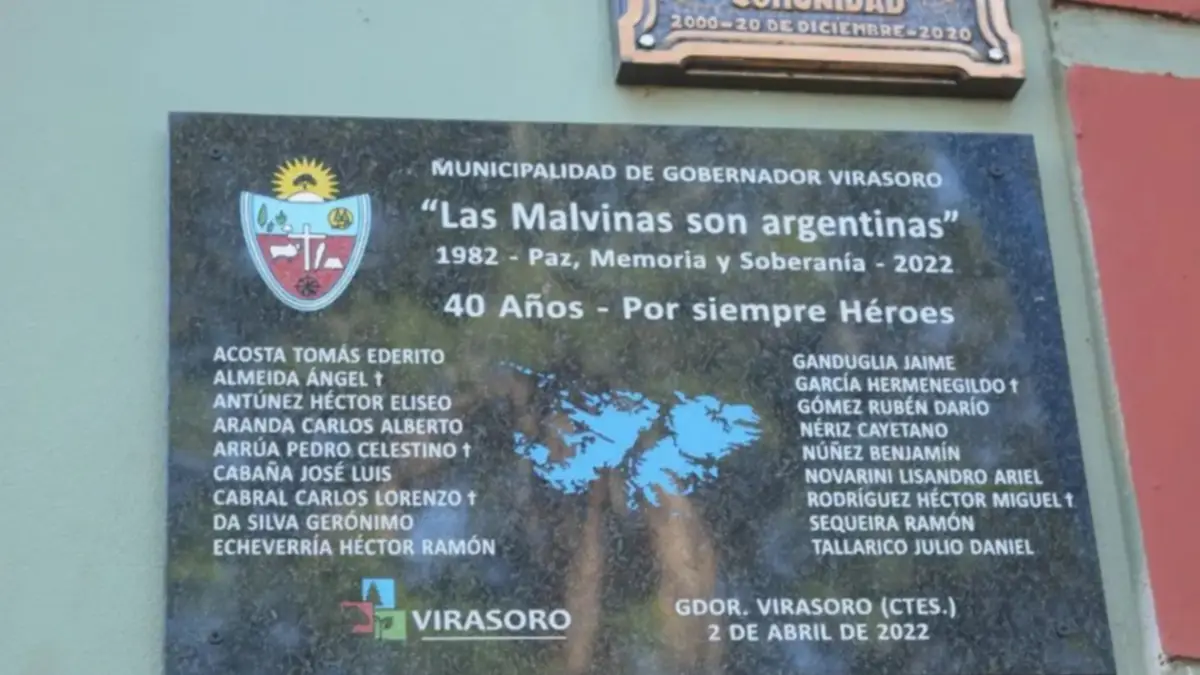 COMUNIDAD
2000-20 DE DICIEMBRE-2020
MUNICIPALIDAD DE GOBERNADOR VIRASORO
“Las Malvinas son argentinas”
1982 - Paz, Memoria y Soberanía - 2022
40 Años - Por siempre Héroes
ACOSTA TOMÁS EDERITO
ALMEIDA ÁNGEL †
ANTÚNEZ HÉCTOR ELISEO
ARANDA CARLOS ALBERTO
ARRÚA PEDRO CELESTINO †
CABAÑA JOSÉ LUIS
CABRAL CARLOS LORENZO †
DA SILVA GERÓNIMO
ECHEVERRÍA HÉCTOR RAMÓN
GANDUGLIA JAIME
GARCÍA HERMENEGILDO †
GÓMEZ RUBÉN DARÍO
NÉRIZ CAYETANO
NÚÑEZ BENJAMÍN
NOVARINI LISANDRO ARIEL
RODRÍGUEZ HÉCTOR MIGUEL †
SEQUEIRA RAMÓN
TALLARICO JULIO DANIEL
VIRASORO
GDOR. VIRASORO (CTES.)
2 DE ABRIL DE 2022